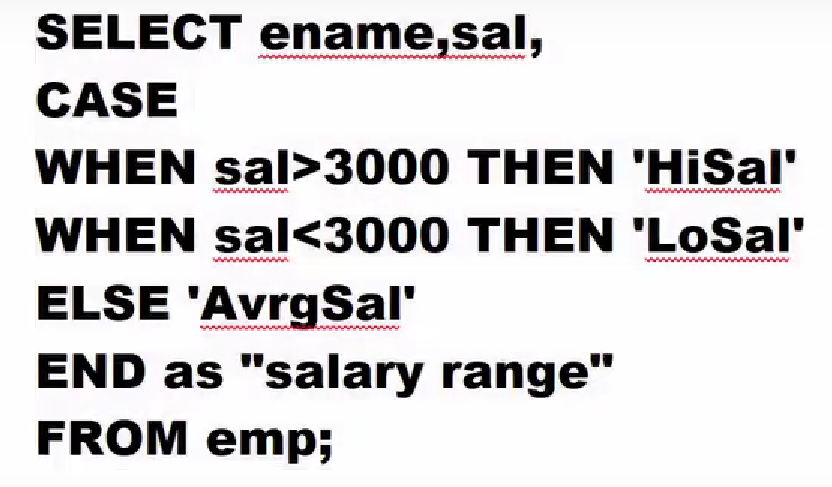 SELECT ename,sal,
CASE
WHEN sal>3000 THEN 'HiSal'
WHEN sal<3000 THEN 'LoSal'
ELSE 'AvrgSal'
END as "salary range"
FROM emp;